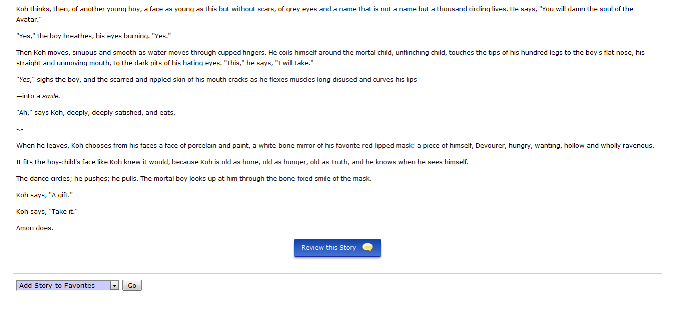 Koh thinks, then, of another young boy, a face as young as this but without scars, of grey eyes and a name that is not a name but a thousand circling lives. He says, "You will damn the soul of the
Avatar."
"Yes," the boy breathes, his eyes burning. "Yes."
Then Koh moves, sinuous and smooth as water moves through cupped fingers. He coils himself around the mortal child, unflinching child, touches the tips of his hundred legs to the boy's flat nose, his
straight and unmoving mouth, to the dark pits of his hating eyes. "This," he says, "I will take."
"Yes," sighs the boy, and the scarred and rippled skin of his mouth cracks as he flexes muscles long disused and curves his lips
—into a smile.
"Ah," says Koh, deeply, deeply satisfied, and eats.
-.-
When he leaves, Koh chooses from his faces a face of porcelain and paint, a white bone mirror of his favorite red-lipped mask: a piece of himself, Devourer, hungry, wanting, hollow and wholly ravenous.
It fits the boy-child's face like Koh knew it would, because Koh is old as bone, old as hunger, old as truth, and he knows when he sees himself.
The dance circles; he pushes; he pulls. The mortal boy looks up at him through the bone-fixed smile of the mask.
Koh says, "A gift."
Koh says, "Take it."
Amon does.
Review this Story
Add Story to Favorites Go